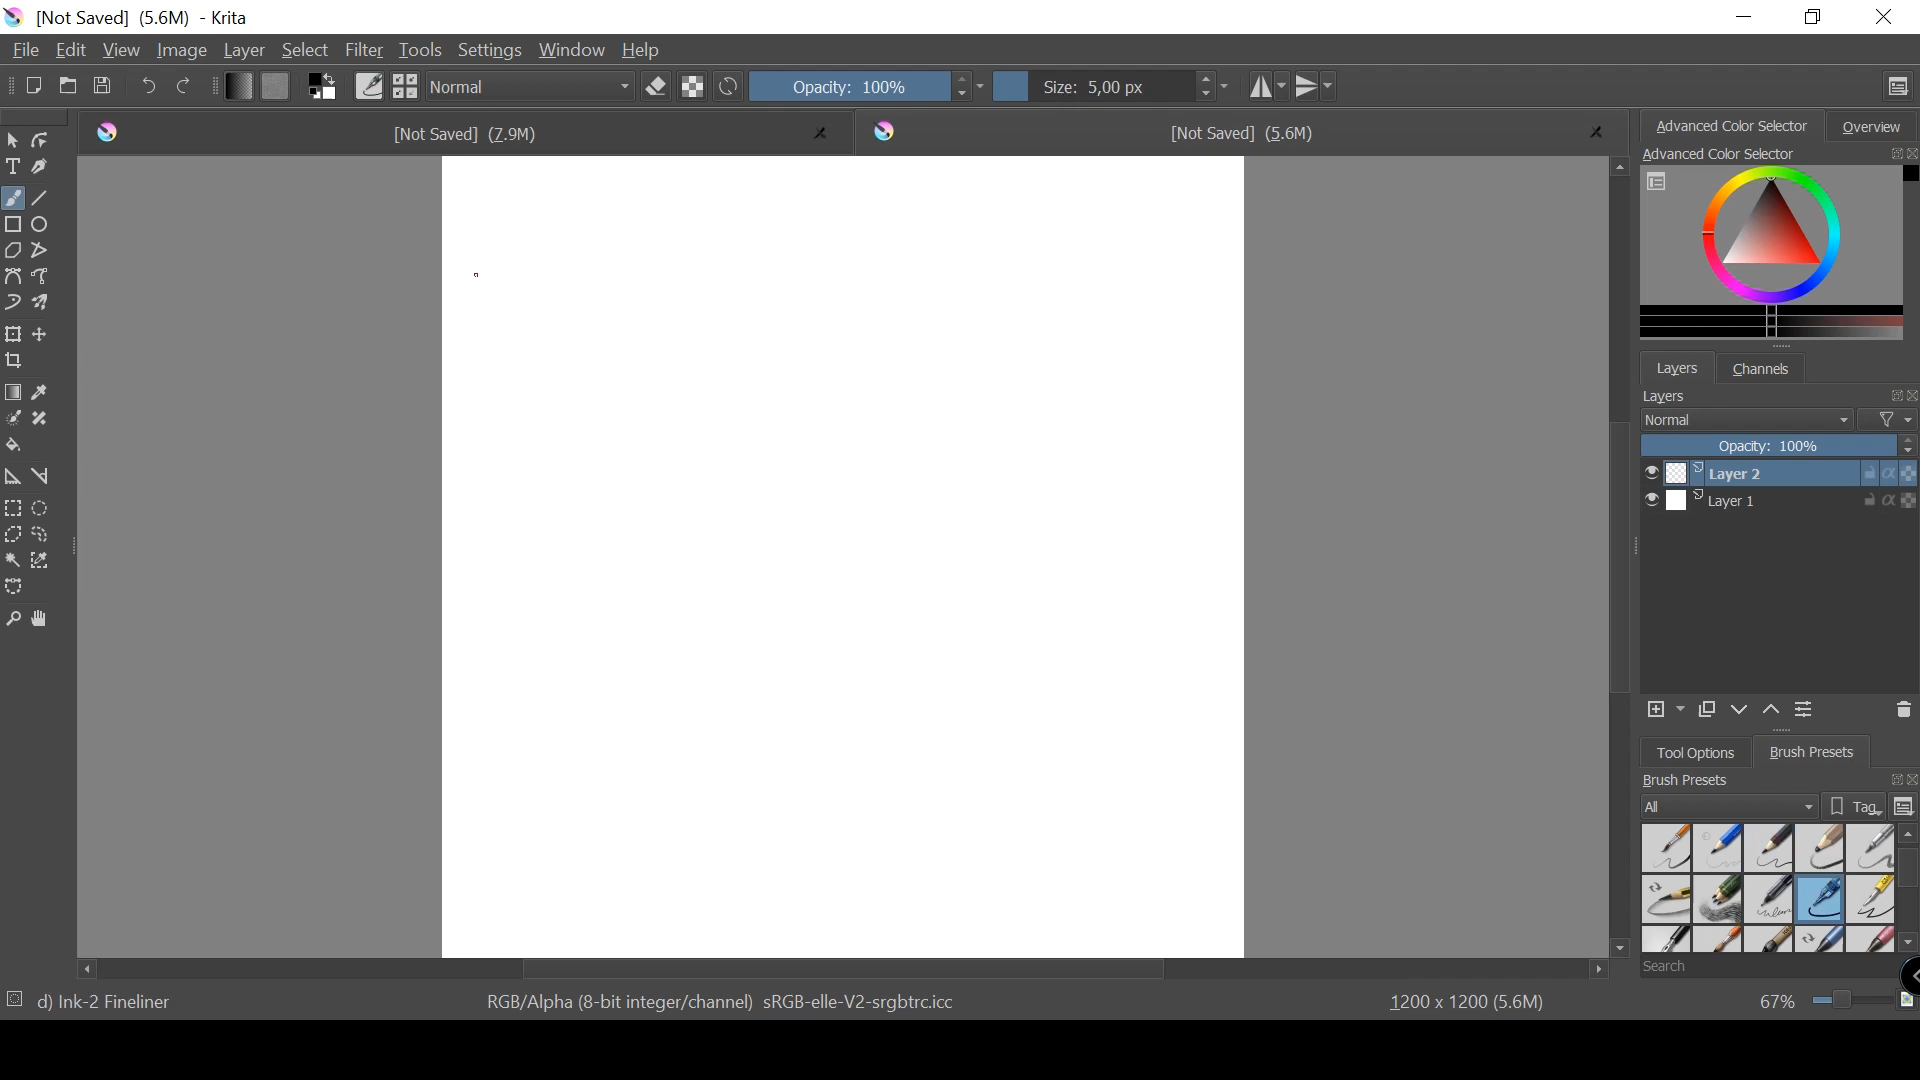 [Not Saved] (5.6M) - Krita
File Edit View Image Layer Select Filter Tools Settings Window Help
Normal Opacity: 100% Size: 5,00 px
[Not Saved] (7.9M) [Not Saved] (5.6M)
Advanced Color Selector Overview
Advanced Color Selector
Layers Channels
Layers
Normal
Opacity: 100%
Layer 2
Layer 1
Tool Options Brush Presets
Brush Presets
All Tag
Search
d) Ink-2 Fineliner RGB/Alpha (8-bit integer/channel) sRGB-elle-V2-srgbtrc.icc 1200 x 1200 (5.6M) 67%